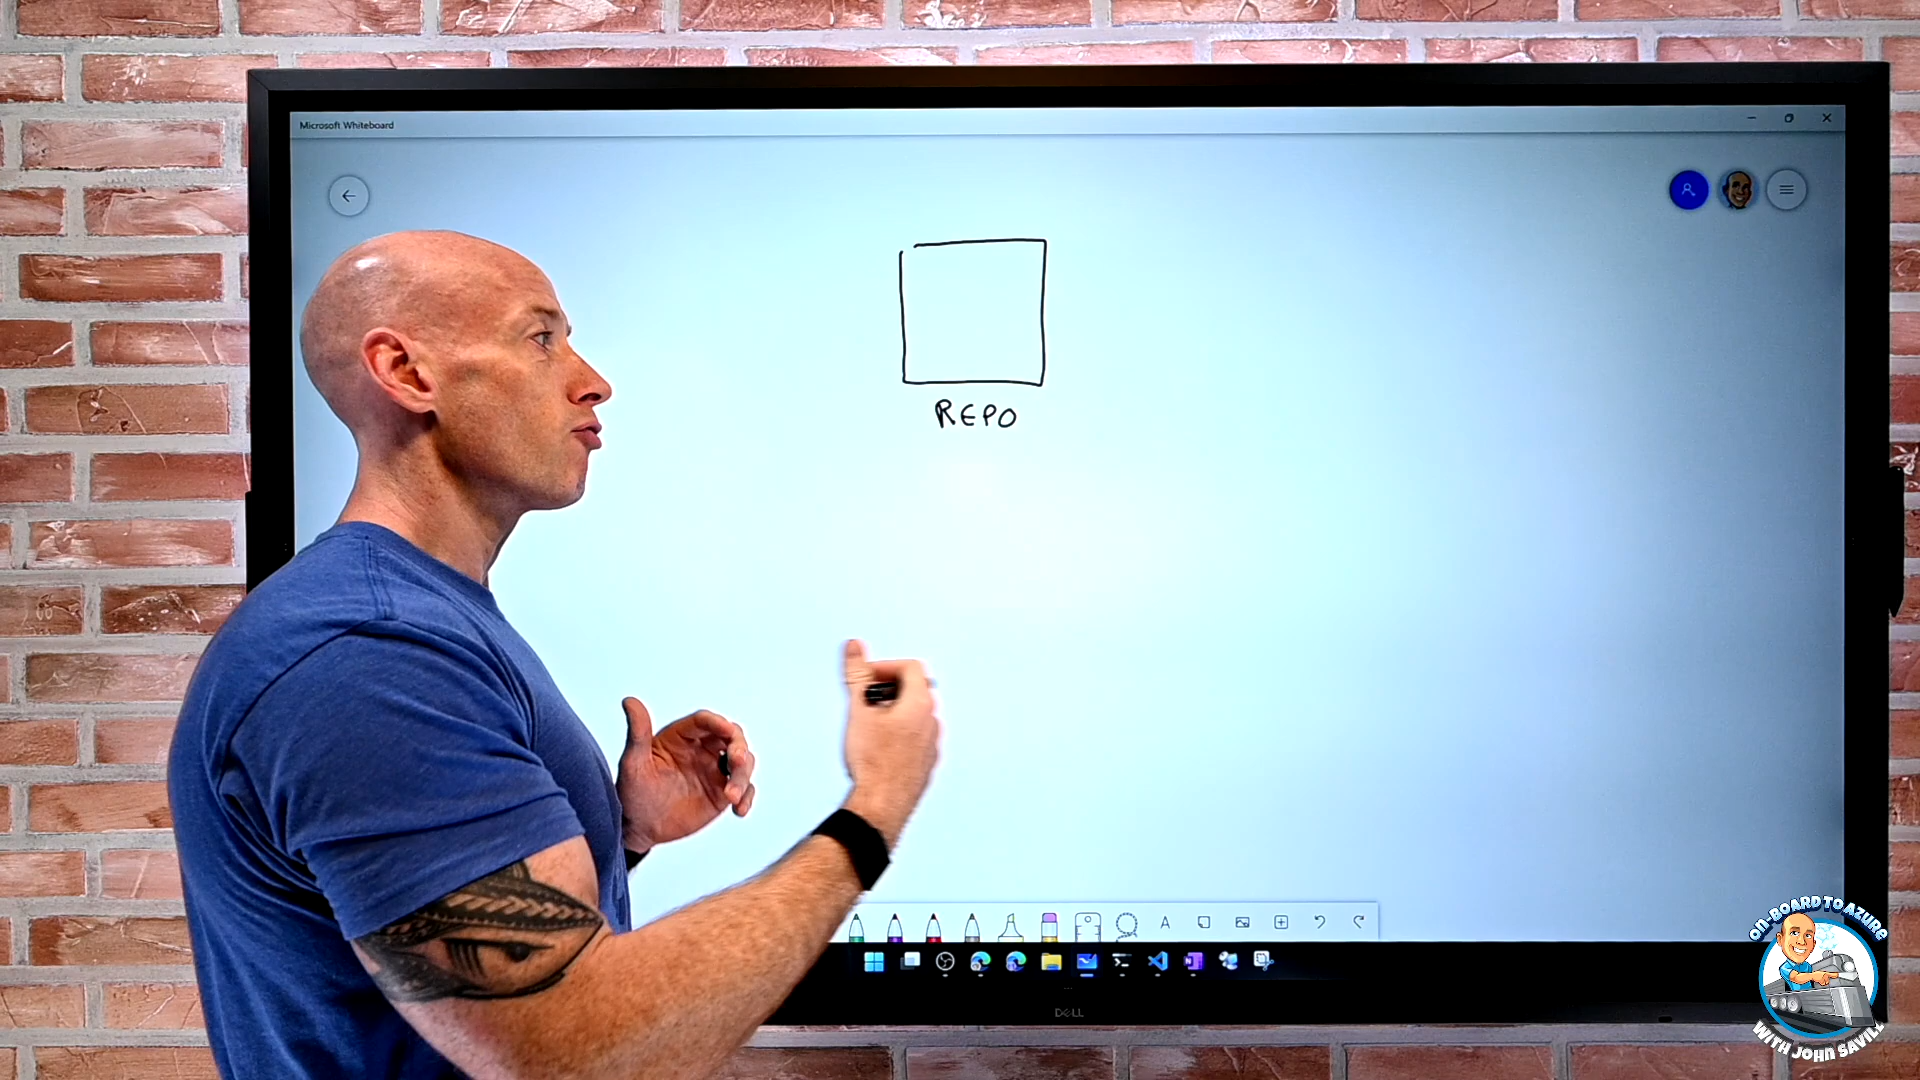 Microsoft Whiteboard
REPO
A
DELL
ON-BOARD TO AZURE
WITH JOHN SAVILL